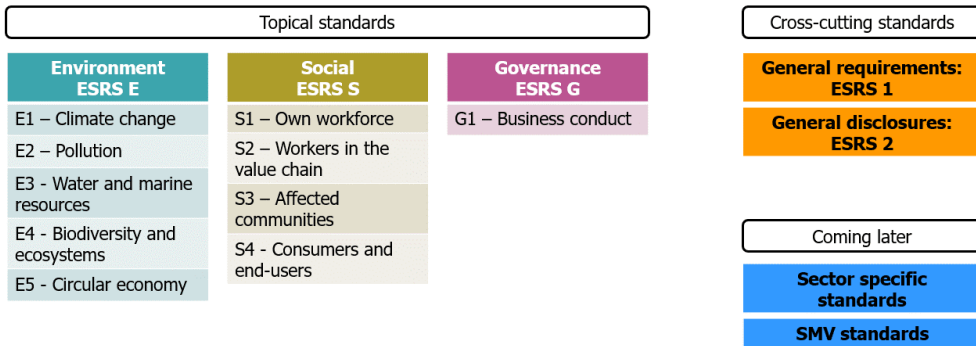 Topical standards
Environment
ESRS E
E1 – Climate change
E2 – Pollution
E3 - Water and marine
resources
E4 - Biodiversity and
ecosystems
E5 - Circular economy
Social
ESRS S
S1 – Own workforce
S2 – Workers in the
value chain
S3 – Affected
communities
S4 - Consumers and
end-users
Governance
ESRS G
G1 – Business conduct
Cross-cutting standards
General requirements:
ESRS 1
General disclosures:
ESRS 2
Coming later
Sector specific
standards
SMV standards